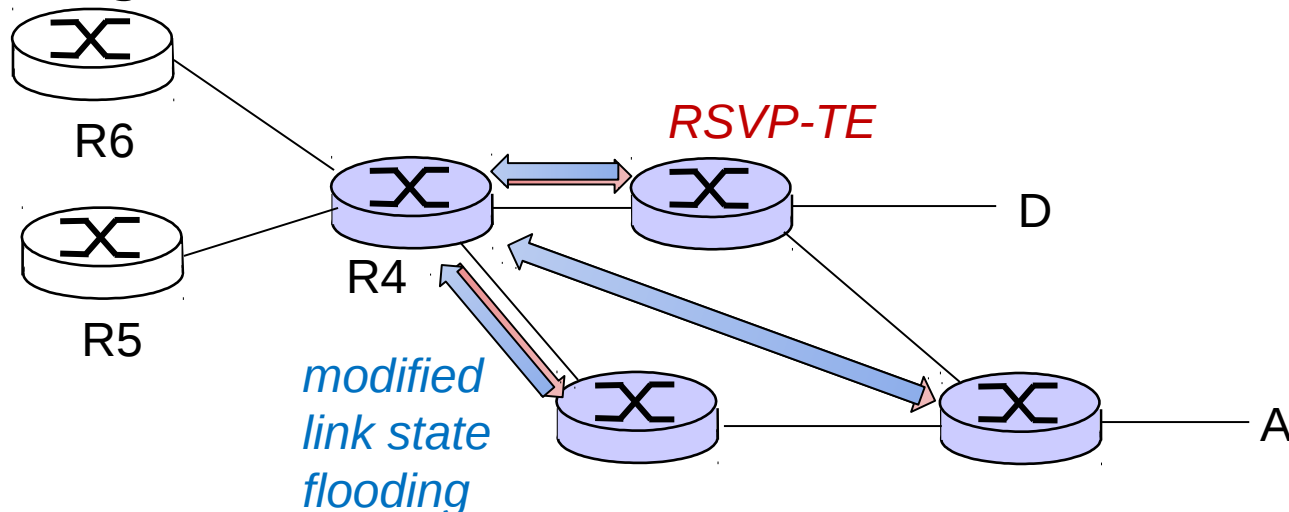 RSVP-TE
R6
D
R4
R5
modified
link state
flooding
A